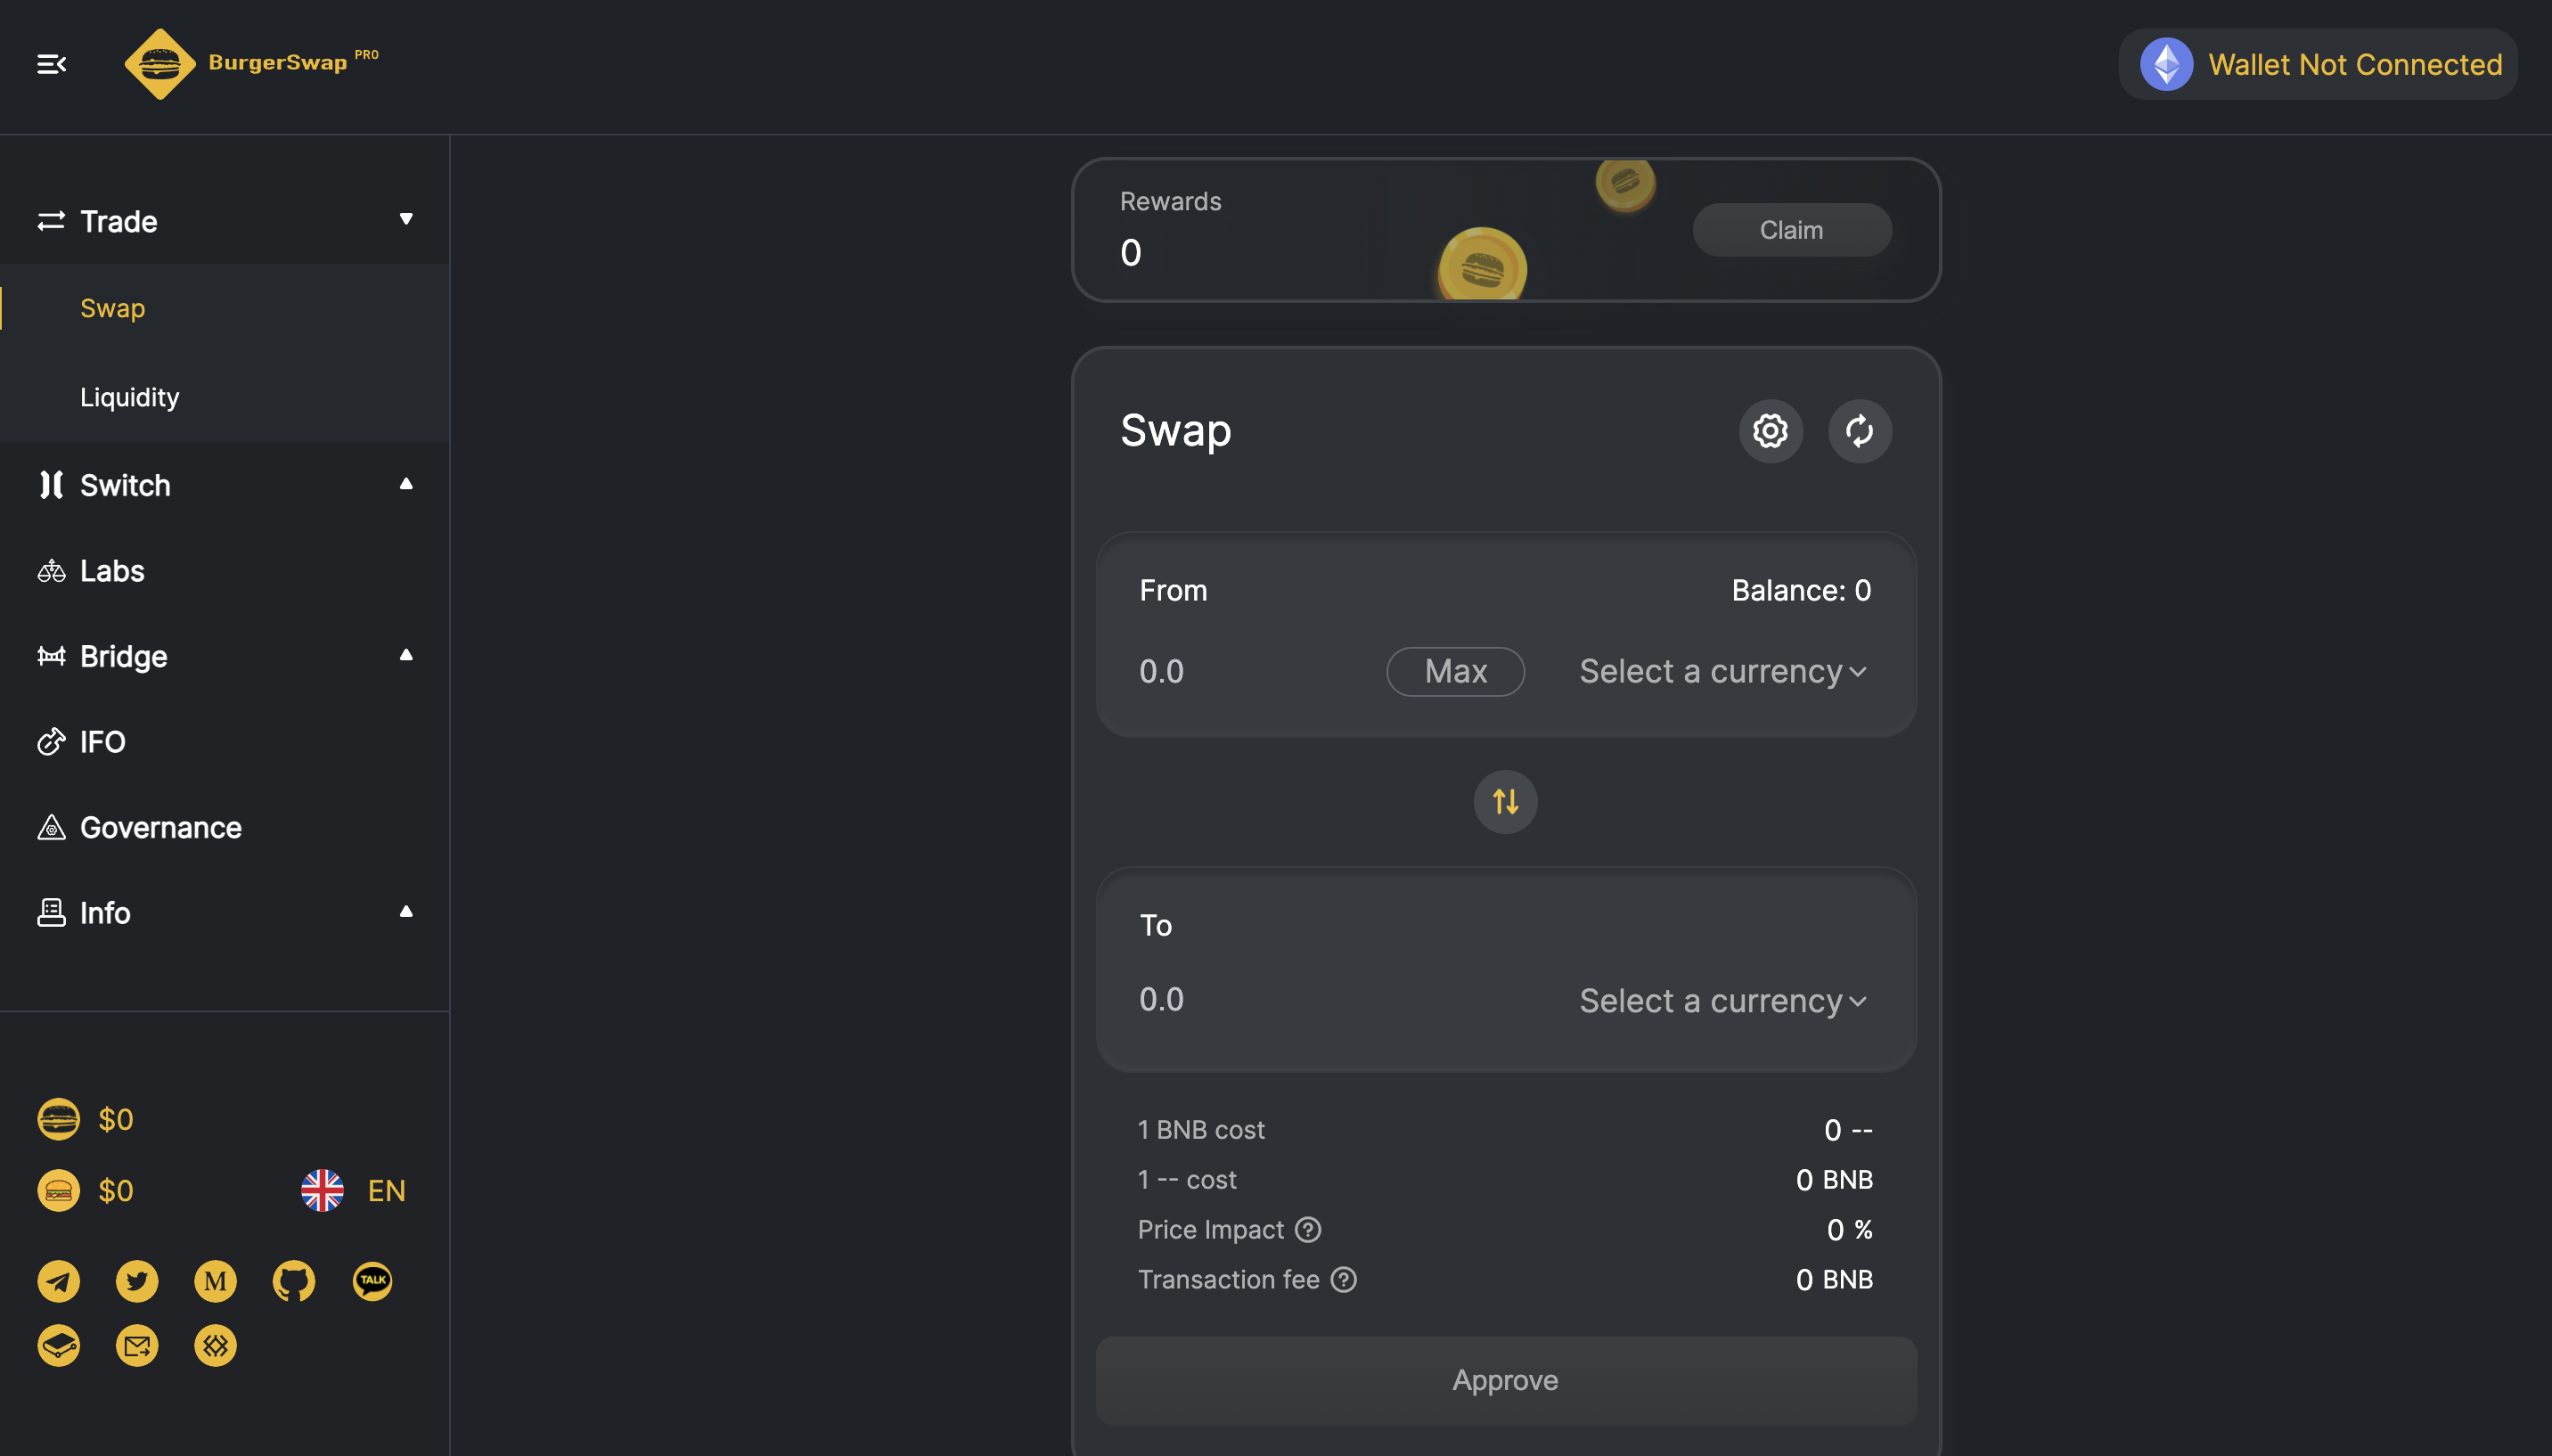 BurgerSwap PRO
Wallet Not Connected
Trade
Swap
Liquidity
Switch
Labs
Bridge
IFO
Governance
Info
$0
$0
EN
M
TALK
Rewards
0
Claim
Swap
From
Balance: 0
0.0
Max
Select a currency
To
0.0
Select a currency
1 BNB cost
0 --
1 -- cost
0 BNB
Price Impact ?
0 %
Transaction fee ?
0 BNB
Approve